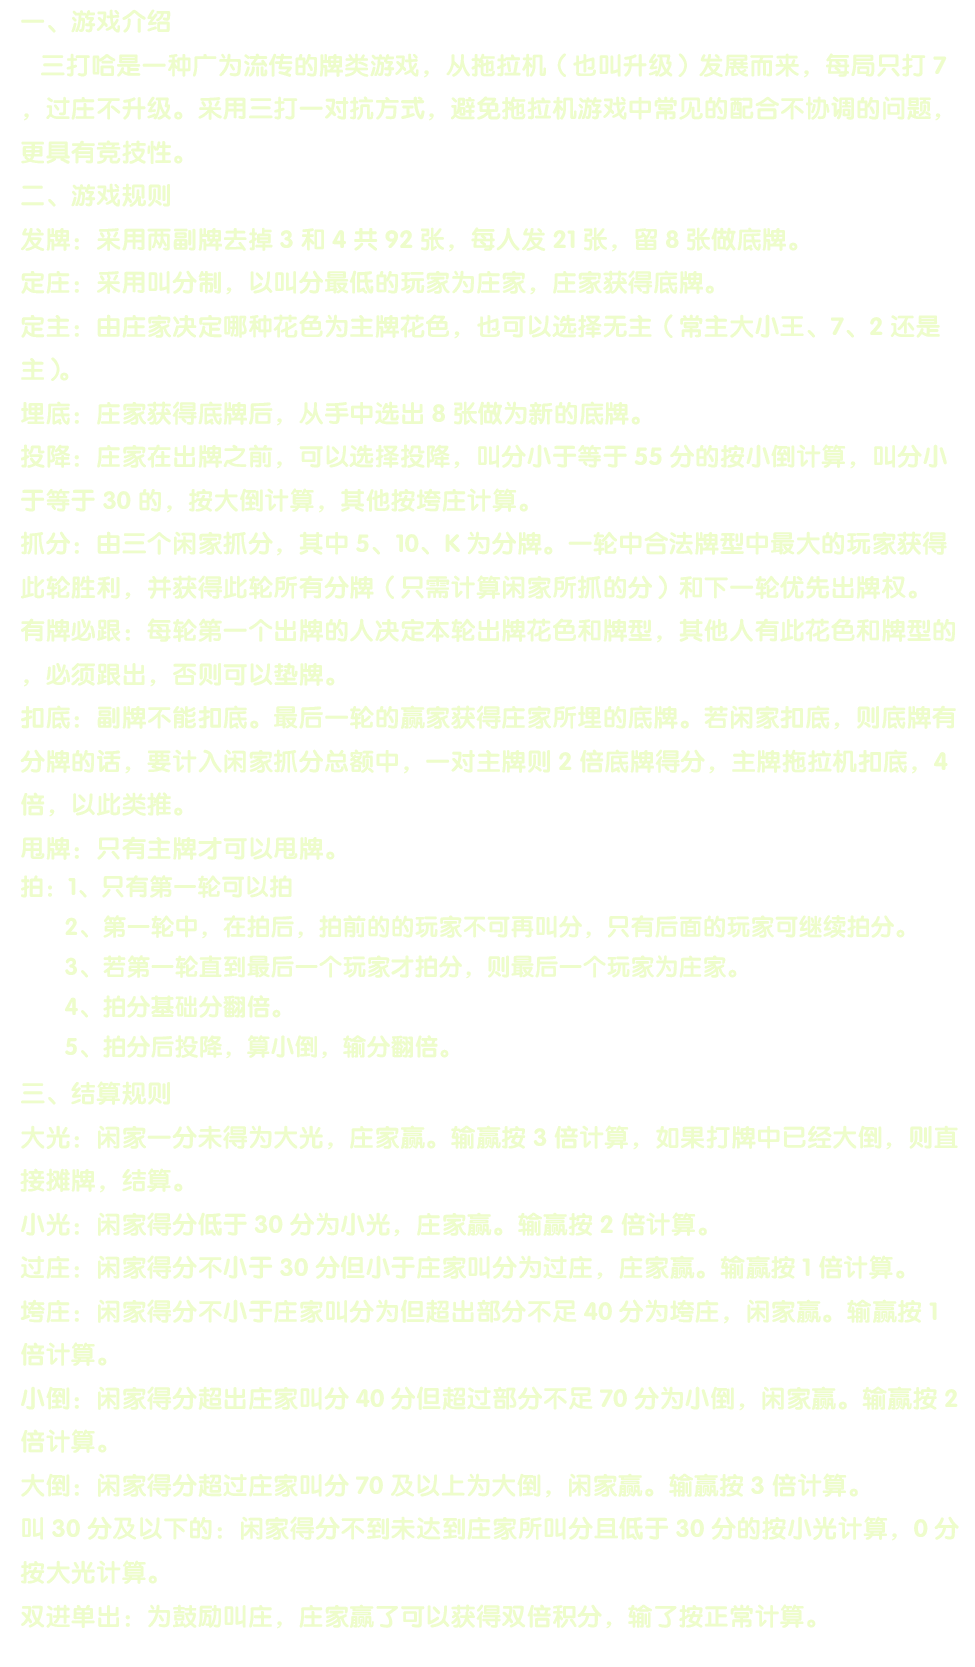 一、游戏介绍
三打哈是一种广为流传的牌类游戏，从拖拉机（也叫升级）发展而来，每局只打 7
，过庄不升级。采用三打一对抗方式，避免拖拉机游戏中常见的配合不协调的问题，
更具有竞技性。
二、游戏规则
发牌：采用两副牌去掉 3 和 4 共 92 张，每人发 21 张，留 8 张做底牌。
定庄：采用叫分制，以叫分最低的玩家为庄家，庄家获得底牌。
定主：由庄家决定哪种花色为主牌花色，也可以选择无主（常主大小王、7、2 还是
主）。
埋底：庄家获得底牌后，从手中选出 8 张做为新的底牌。
投降：庄家在出牌之前，可以选择投降，叫分小于等于 55 分的按小倒计算，叫分小
于等于 30 的，按大倒计算，其他按垮庄计算。
抓分：由三个闲家抓分，其中 5、10、K 为分牌。一轮中合法牌型中最大的玩家获得
此轮胜利，并获得此轮所有分牌（只需计算闲家所抓的分）和下一轮优先出牌权。
有牌必跟：每轮第一个出牌的人决定本轮出牌花色和牌型，其他人有此花色和牌型的
，必须跟出，否则可以垫牌。
扣底：副牌不能扣底。最后一轮的赢家获得庄家所埋的底牌。若闲家扣底，则底牌有
分牌的话，要计入闲家抓分总额中，一对主牌则 2 倍底牌得分，主牌拖拉机扣底，4
倍，以此类推。
甩牌：只有主牌才可以甩牌。
拍：1、只有第一轮可以拍
2、第一轮中，在拍后，拍前的的玩家不可再叫分，只有后面的玩家可继续拍分。
3、若第一轮直到最后一个玩家才拍分，则最后一个玩家为庄家。
4、拍分基础分翻倍。
5、拍分后投降，算小倒，输分翻倍。
三、结算规则
大光：闲家一分未得为大光，庄家赢。输赢按 3 倍计算，如果打牌中已经大倒，则直
接摊牌，结算。
小光：闲家得分低于 30 分为小光，庄家赢。输赢按 2 倍计算。
过庄：闲家得分不小于 30 分但小于庄家叫分为过庄，庄家赢。输赢按 1 倍计算。
垮庄：闲家得分不小于庄家叫分为但超出部分不足 40 分为垮庄，闲家赢。输赢按 1
倍计算。
小倒：闲家得分超出庄家叫分 40 分但超过部分不足 70 分为小倒，闲家赢。输赢按 2
倍计算。
大倒：闲家得分超过庄家叫分 70 及以上为大倒，闲家赢。输赢按 3 倍计算。
叫 30 分及以下的：闲家得分不到未达到庄家所叫分且低于 30 分的按小光计算，0 分
按大光计算。
双进单出：为鼓励叫庄，庄家赢了可以获得双倍积分，输了按正常计算。